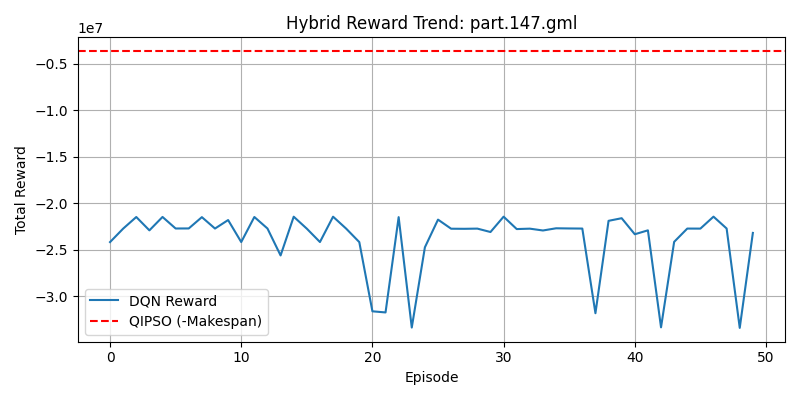 Hybrid Reward Trend: part.147.gml
1e7
−0.5
−1.0
−1.5
−2.0
−2.5
−3.0
Total Reward
DQN Reward
QIPSO (-Makespan)
0 10 20 30 40 50
Episode